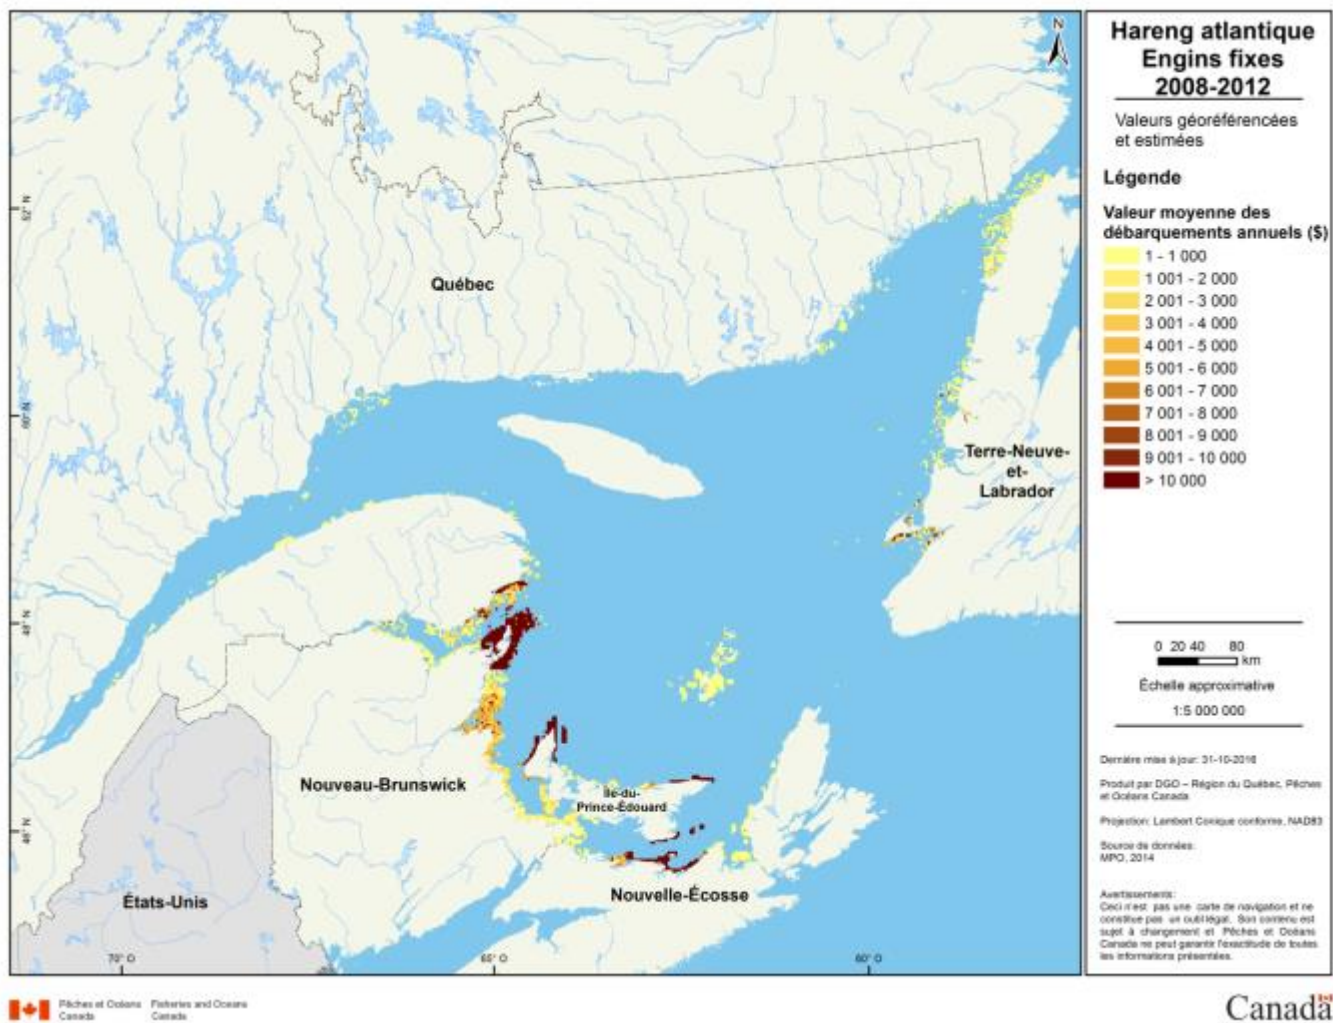 Hareng atlantique
Engins fixes
2008-2012
Valeurs géoréférencées
et estimées
Légende
Valeur moyenne des
débarquements annuels ($)
1 - 1 000
1 001 - 2 000
2 001 - 3 000
3 001 - 4 000
4 001 - 5 000
5 001 - 6 000
6 001 - 7 000
7 001 - 8 000
8 001 - 9 000
9 001 - 10 000
> 10 000
0 20 40 80
km
Échelle approximative
1:5 000 000
Dernière mise à jour: 31-10-2016
Produit par DGO – Région du Québec, Pêches
et Océans Canada
Projection: Lambert Conique conforme, NAD83
Source de données:
MPO, 2014
Avertissements:
Ceci n'est pas une carte de navigation et ne
constitue pas un outil légal. Son contenu est
sujet à changement et Pêches et Océans
Canada ne peut garantir l'exactitude de toutes
les informations présentées.
N
Québec
Terre-Neuve-
et-
Labrador
Nouveau-Brunswick
Île-du-
Prince-Édouard
Nouvelle-Écosse
États-Unis
52° N
50° N
48° N
46° N
70° O
65° O
60° O
Pêches et Océans Fisheries and Oceans
Canada Canada
Canada